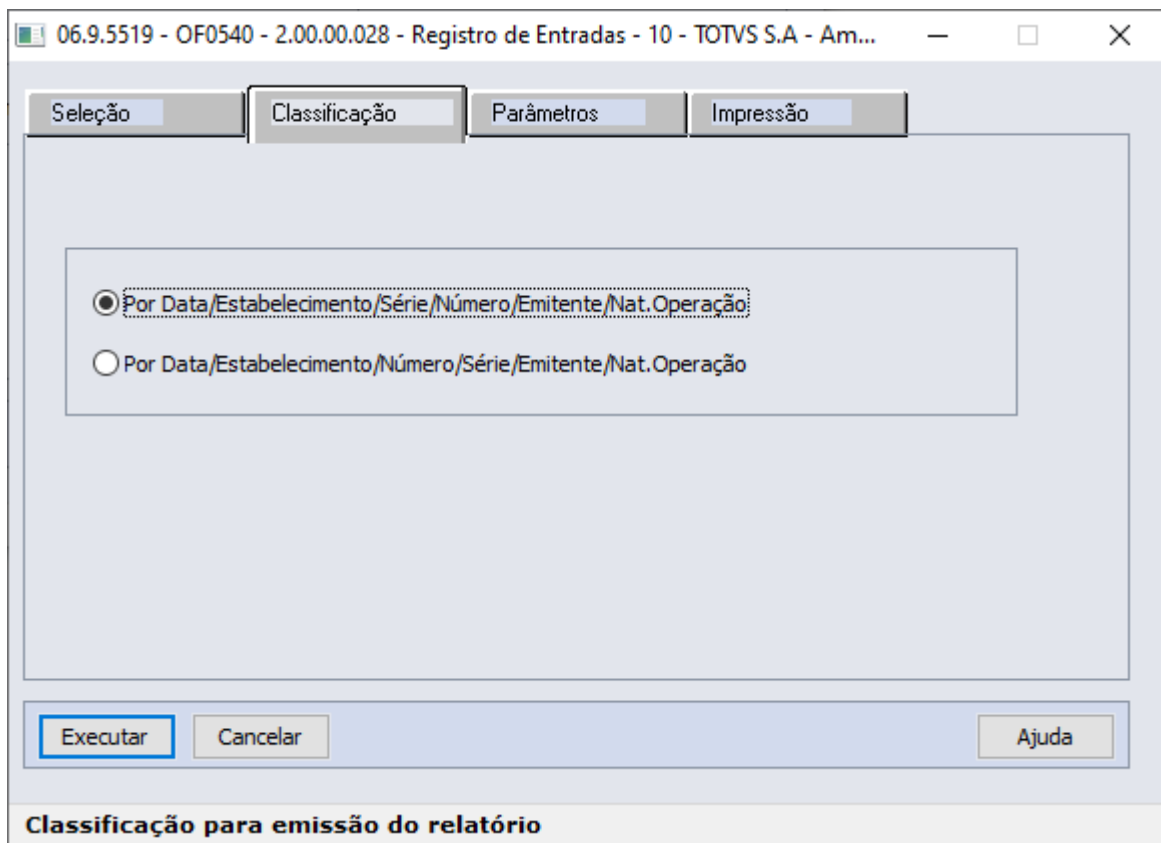 06.9.5519 - OF0540 - 2.00.00.028 - Registro de Entradas - 10 - TOTVS S.A - Am...
Seleção Classificação Parâmetros Impressão
Por Data/Estabelecimento/Série/Número/Emitente/Nat.Operação
Por Data/Estabelecimento/Número/Série/Emitente/Nat.Operação
Executar Cancelar Ajuda
Classificação para emissão do relatório